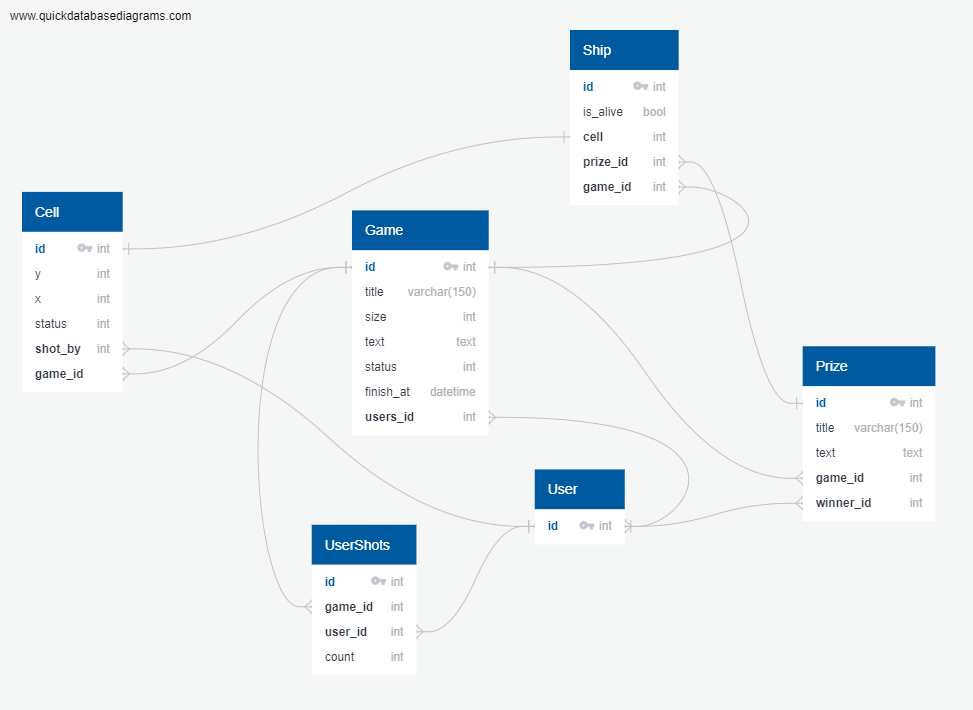 www.quickdatabasediagrams.com
Ship
id int
is_alive bool
cell int
prize_id int
game_id int
Cell
id int
y int
x int
status int
shot_by int
game_id
Game
id int
title varchar(150)
size int
text text
status int
finish_at datetime
users_id int
Prize
id int
title varchar(150)
text text
game_id int
winner_id int
User
id int
UserShots
id int
game_id int
user_id int
count int